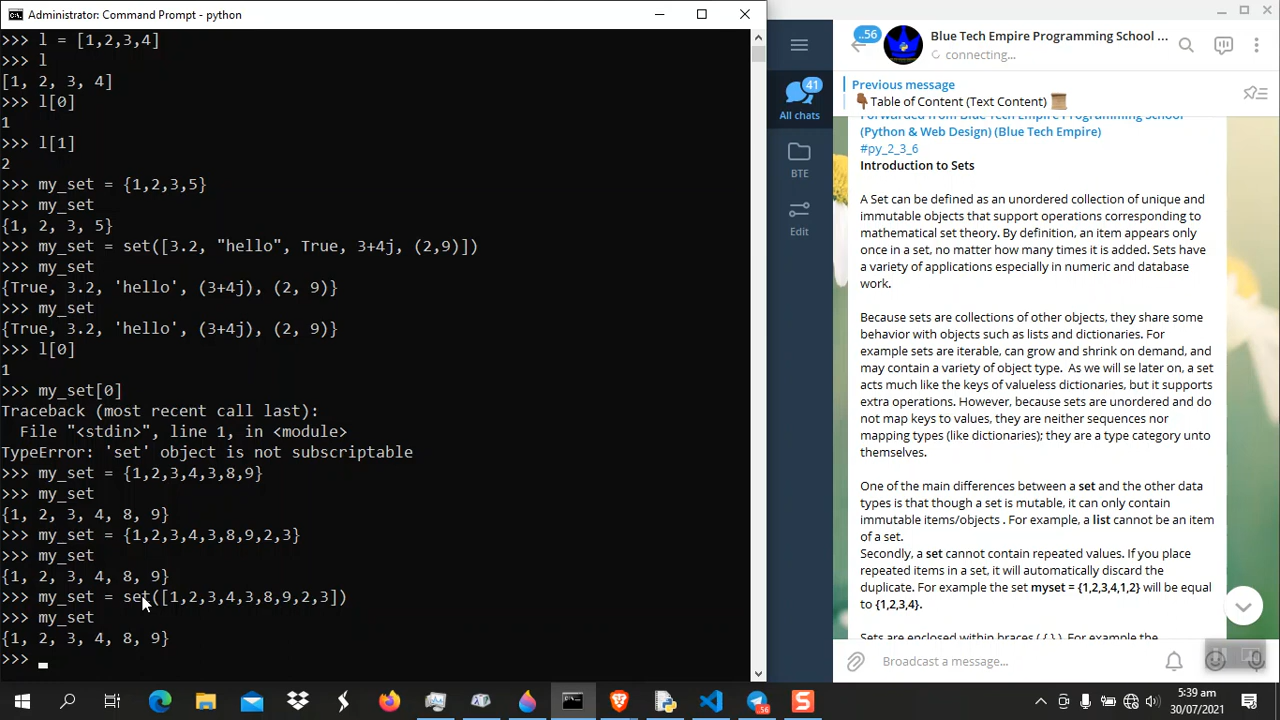 Administrator: Command Prompt - python
>>> l = [1,2,3,4]
>>> l
[1, 2, 3, 4]
>>> l[0]
1
>>> l[1]
2
>>> my_set = {1,2,3,5}
>>> my_set
{1, 2, 3, 5}
>>> my_set = set([3.2, "hello", True, 3+4j, (2,9)])
>>> my_set
{True, 3.2, 'hello', (3+4j), (2, 9)}
>>> my_set
{True, 3.2, 'hello', (3+4j), (2, 9)}
>>> l[0]
1
>>> my_set[0]
Traceback (most recent call last):
  File "<stdin>", line 1, in <module>
TypeError: 'set' object is not subscriptable
>>> my_set = {1,2,3,4,3,8,9}
>>> my_set
{1, 2, 3, 4, 8, 9}
>>> my_set = {1,2,3,4,3,8,9,2,3}
>>> my_set
{1, 2, 3, 4, 8, 9}
>>> my_set = set([1,2,3,4,3,8,9,2,3])
>>> my_set
{1, 2, 3, 4, 8, 9}
>>>
..56
Blue Tech Empire Programming School ...
connecting...
41
All chats
BTE
Edit
Previous message
Table of Content (Text Content)
Forwarded from Blue Tech Empire Programming School
(Python & Web Design) (Blue Tech Empire)
#py_2_3_6
Introduction to Sets
A Set can be defined as an unordered collection of unique and
immutable objects that support operations corresponding to
mathematical set theory. By definition, an item appears only
once in a set, no matter how many times it is added. Sets have
a variety of applications especially in numeric and database
work.
Because sets are collections of other objects, they share some
behavior with objects such as lists and dictionaries. For
example sets are iterable, can grow and shrink on demand, and
may contain a variety of object type. As we will se later on, a set
acts much like the keys of valueless dictionaries, but it supports
extra operations. However, because sets are unordered and do
not map keys to values, they are neither sequences nor
mapping types (like dictionaries); they are a type category unto
themselves.
One of the main differences between a set and the other data
types is that though a set is mutable, it can only contain
immutable items/objects . For example, a list cannot be an item
of a set.
Secondly, a set cannot contain repeated values. If you place
repeated items in a set, it will automatically discard the
duplicate. For example the set myset = {1,2,3,4,1,2} will be equal
to {1,2,3,4}.
Sets are enclosed within braces ( { } ). For example the
Broadcast a message...
56
5:39 am
30/07/2021